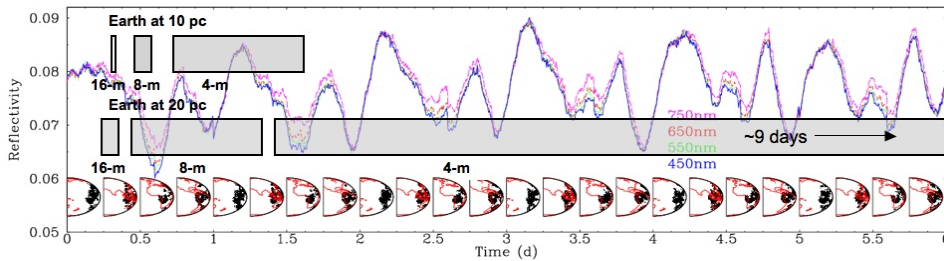 0.09
0.08
0.07
0.06
0.05
Reflectivity
Earth at 10 pc
16-m 8-m 4-m
Earth at 20 pc
16-m 8-m 4-m
750nm
650nm
550nm
450nm
~9 days
0 0.5 1 1.5 2 2.5 3 3.5 4 4.5 5 5.5 6
Time (d)